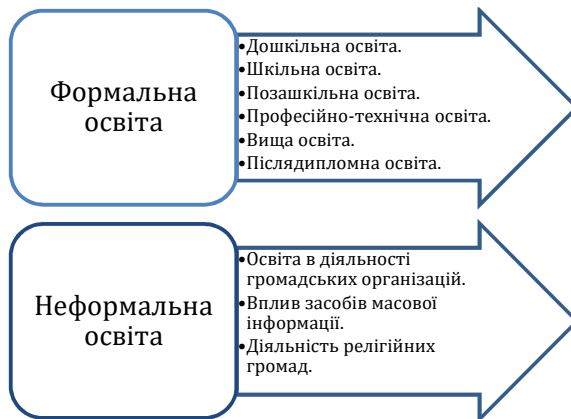 Формальна
освіта
•Дошкільна освіта.
•Шкільна освіта.
•Позашкільна освіта.
•Професійно-технічна освіта.
•Вища освіта.
•Післядипломна освіта.
Неформальна
освіта
•Освіта в діяльності
громадських організацій.
•Вплив засобів масової
інформації.
•Діяльність релігійних
громад.